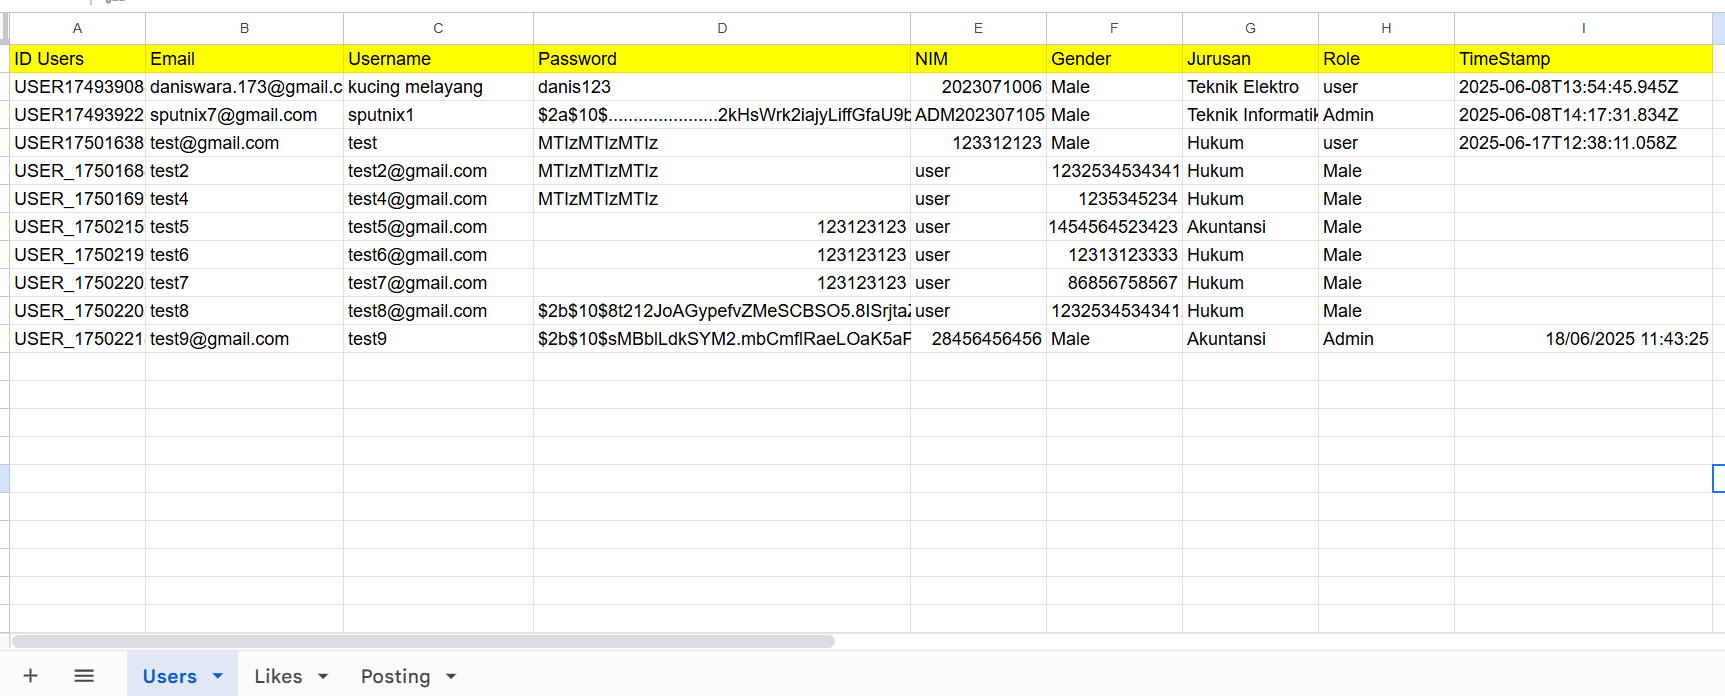 A B C D E F G H I
ID Users Email Username Password NIM Gender Jurusan Role TimeStamp
USER17493908 daniswara.173@gmail.c kucing melayang danis123 2023071006 Male Teknik Elektro user 2025-06-08T13:54:45.945Z
USER17493922 sputnix7@gmail.com sputnix1 $2a$10$......................2kHsWrk2iajyLiffGfaU9b ADM202307105 Male Teknik Informatik Admin 2025-06-08T14:17:31.834Z
USER17501638 test@gmail.com test MTIzMTIzMTIz 123312123 Male Hukum user 2025-06-17T12:38:11.058Z
USER_1750168 test2 test2@gmail.com MTIzMTIzMTIz user 1232534534341 Hukum Male
USER_1750169 test4 test4@gmail.com MTIzMTIzMTIz user 1235345234 Hukum Male
USER_1750215 test5 test5@gmail.com 123123123 user 1454564523423 Akuntansi Male
USER_1750219 test6 test6@gmail.com 123123123 user 12313123333 Hukum Male
USER_1750220 test7 test7@gmail.com 123123123 user 86856758567 Hukum Male
USER_1750220 test8 test8@gmail.com $2b$10$8t212JoAGypefvZMeSCBSO5.8ISrjtaZ user 1232534534341 Hukum Male
USER_1750221 test9@gmail.com test9 $2b$10$sMBblLdkSYM2.mbCmflRaeLOaK5aF 28456456456 Male Akuntansi Admin 18/06/2025 11:43:25
Users Likes Posting